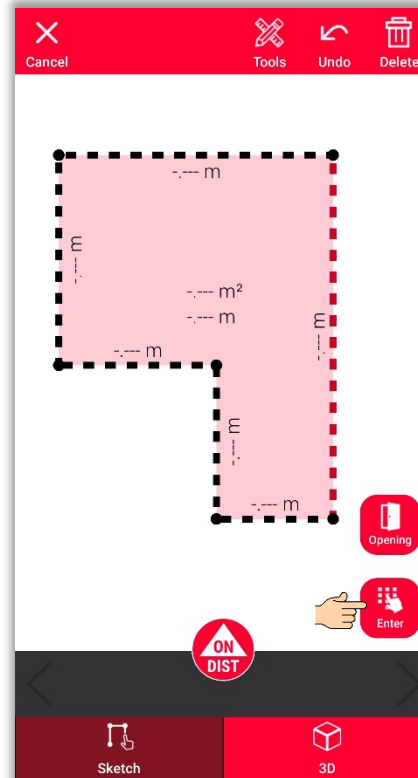 Cancel
Tools
Undo
Delete
-.--- m
-.--- m
-.--- m²
-.--- m
-.--- m
-.--- m
-.--- m
-.--- m
Opening
Enter
ON
DIST
Sketch
3D